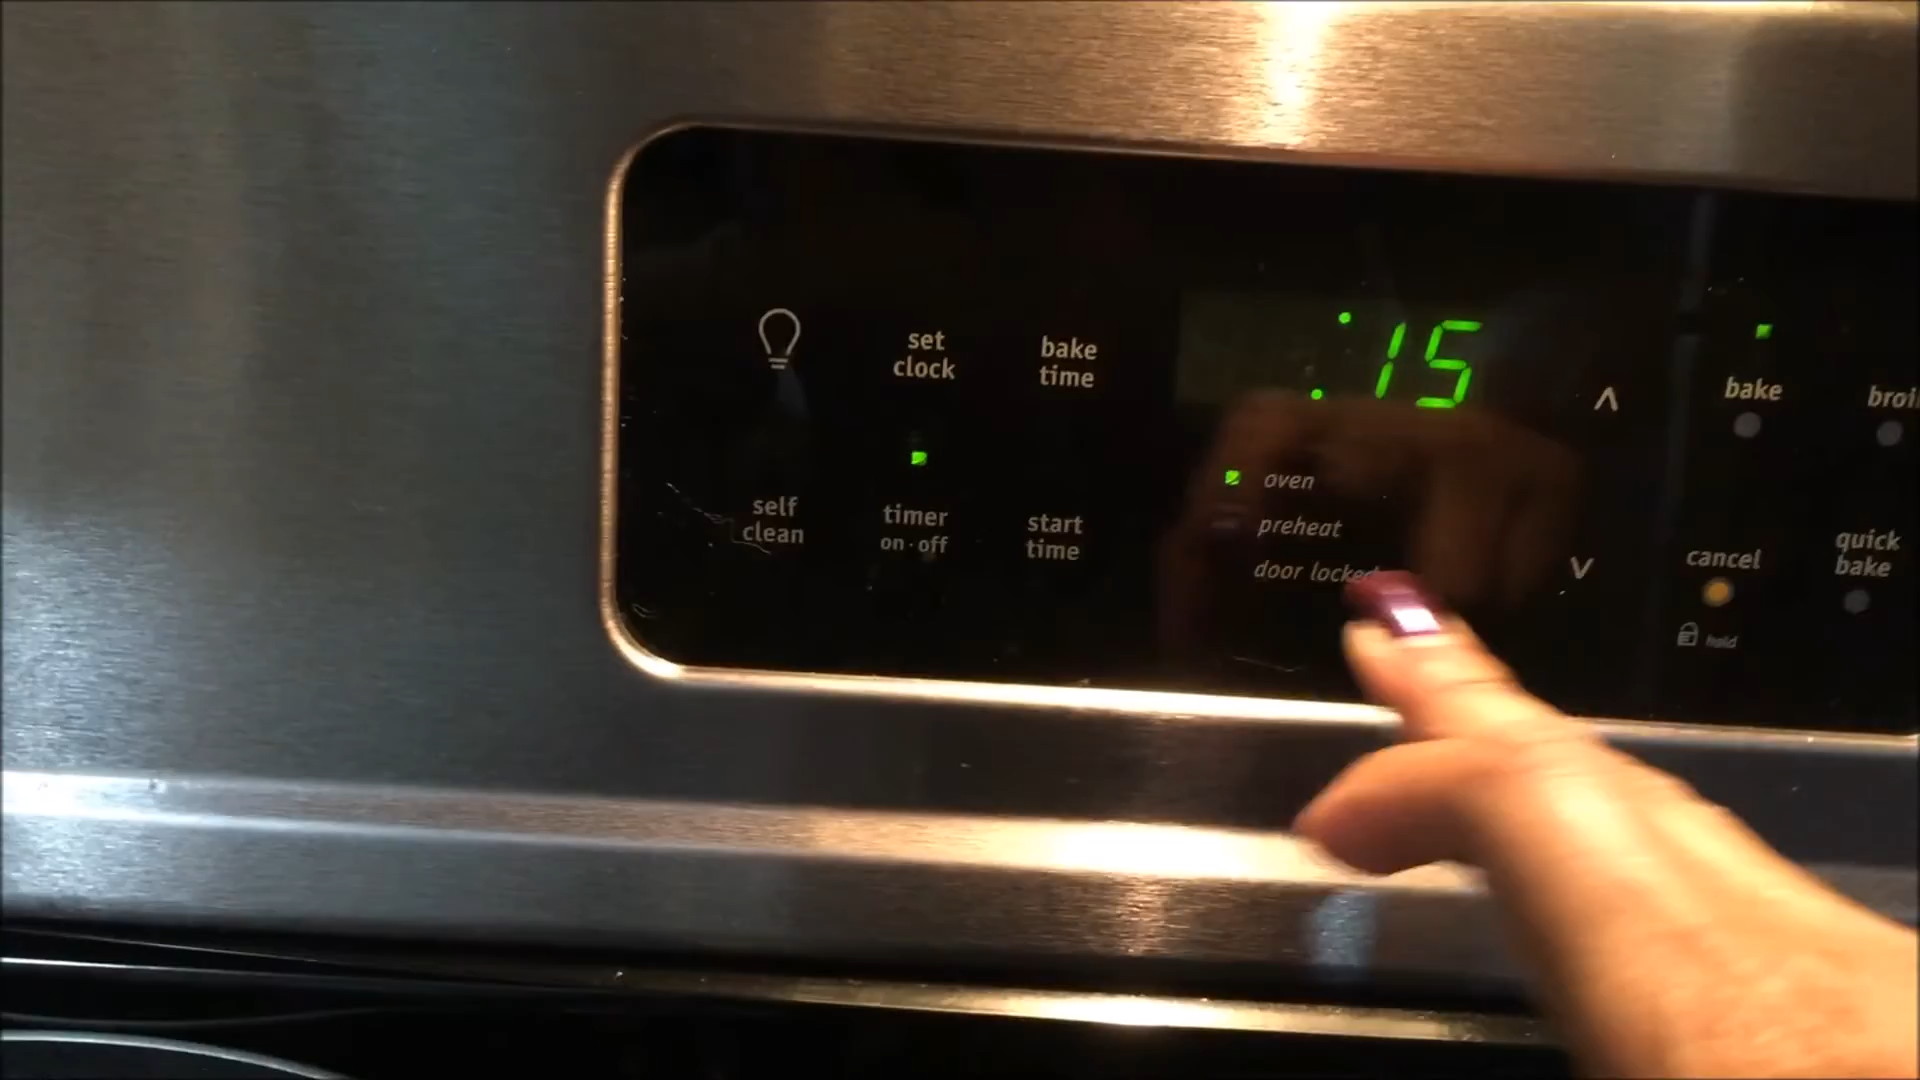 set
clock
bake
time
:15
bake
self
clean
timer
on·off
start
time
oven
preheat
door locked
cancel
hold
quick
bake